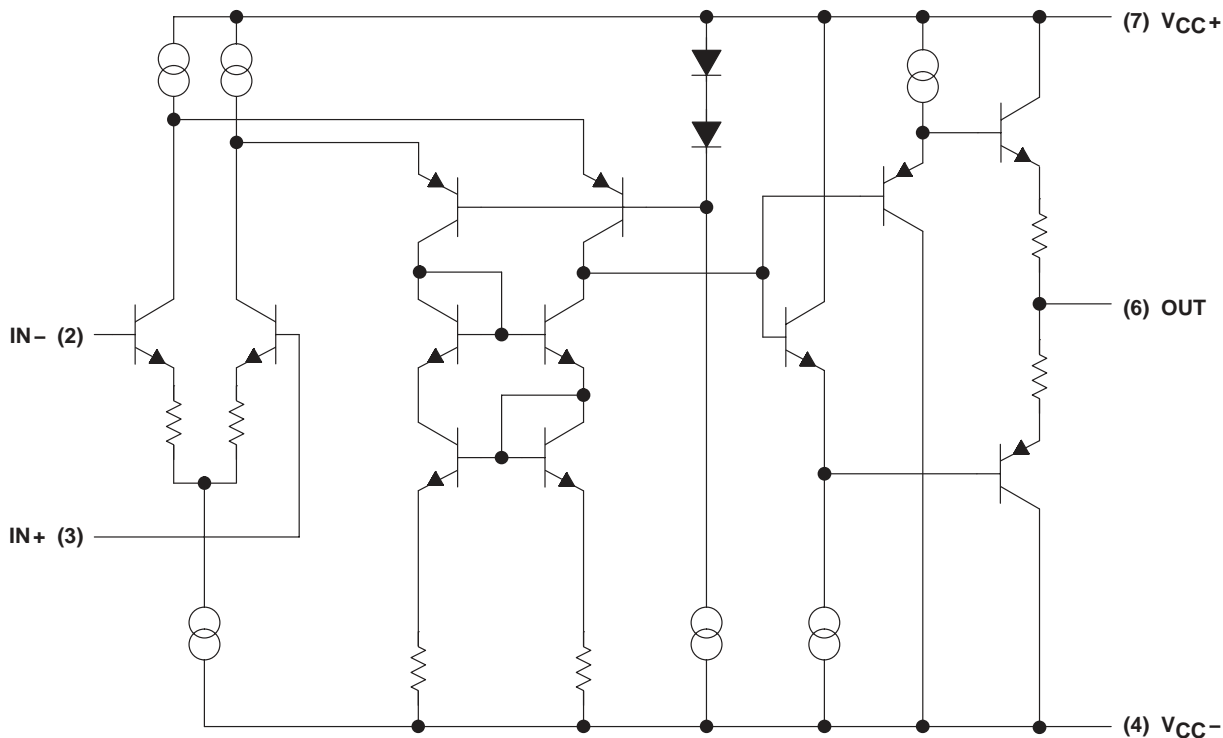 (7) VCC+
IN− (2)
(6) OUT
IN+ (3)
(4) VCC−